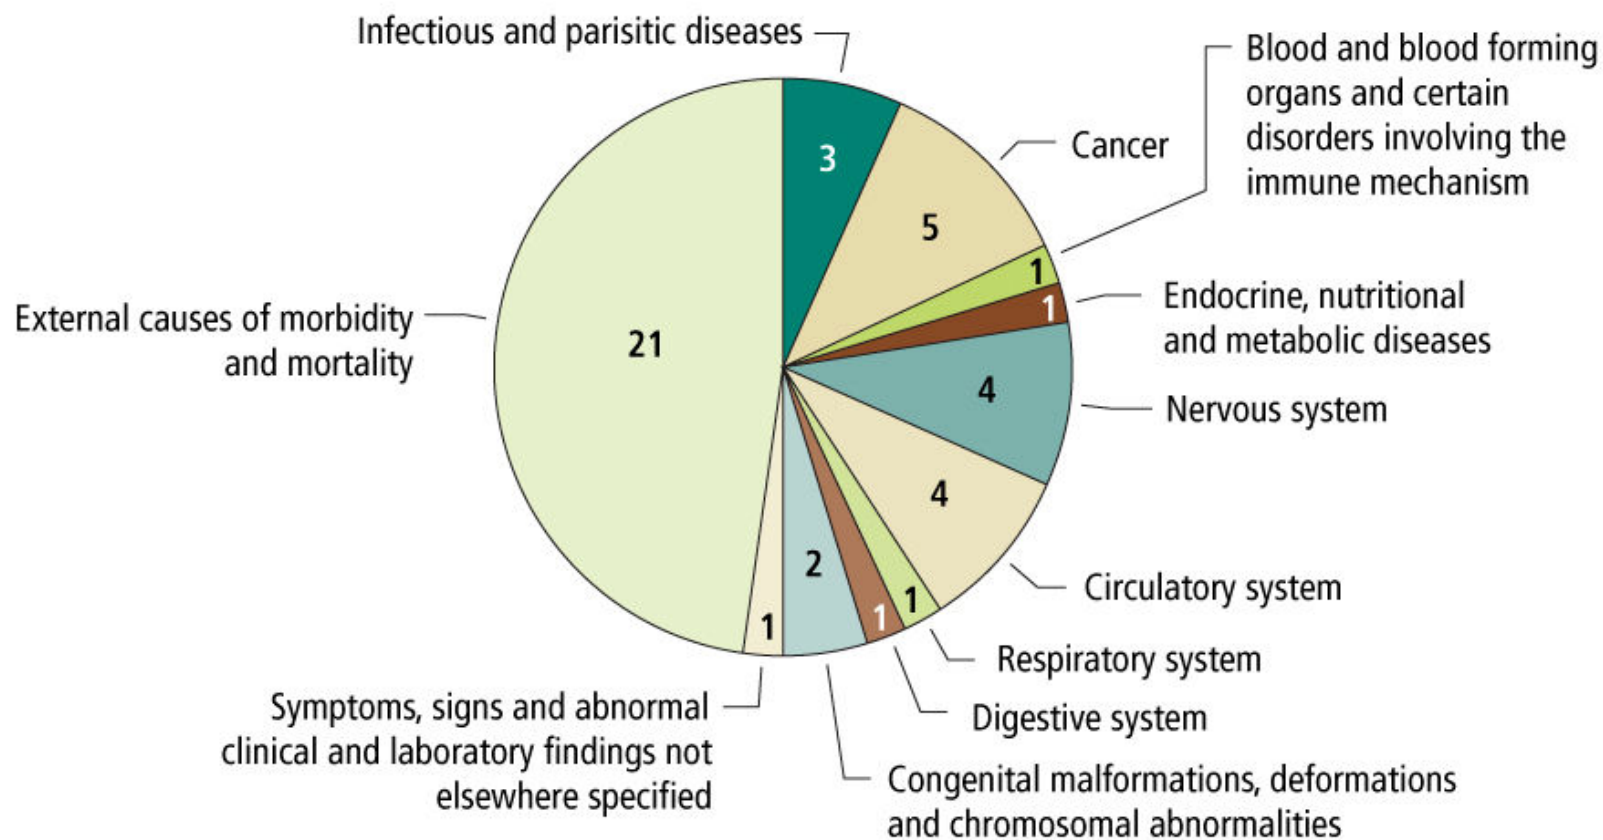 Infectious and parisitic diseases
Blood and blood forming
organs and certain
disorders involving the
immune mechanism
Cancer
3
5
1
1
Endocrine, nutritional
and metabolic diseases
External causes of morbidity
and mortality
21
4
Nervous system
4
Circulatory system
2
1
1
1
Respiratory system
Symptoms, signs and abnormal
clinical and laboratory findings not
elsewhere specified
Digestive system
Congenital malformations, deformations
and chromosomal abnormalities